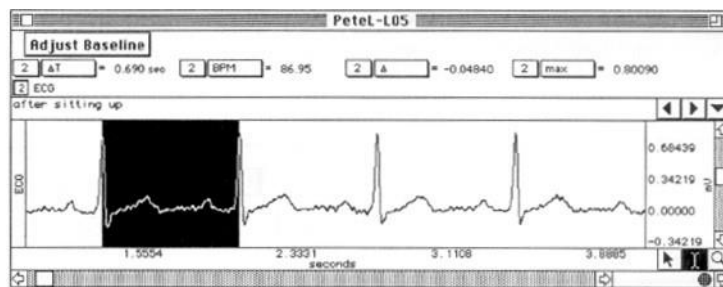 PeteL-L05
Adjust Baseline
2 ΔT = 0.690 sec 2 BPM = 86.95 2 Δ = -0.04840 2 max = 0.80090
2 ECG
after sitting up
ECG
0.68439
0.34219
0.00000
-0.34219
mV
1.5554 2.3331 3.1108 3.8885
seconds